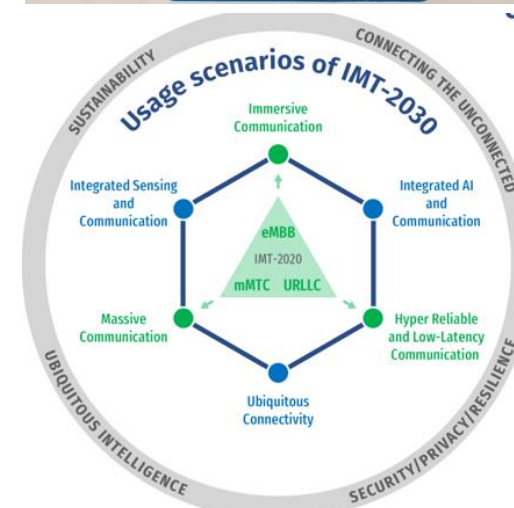 SUSTAINABILITY
CONNECTING THE UNCONNECTED
Usage scenarios of IMT-2030
Immersive
Communication
Integrated Sensing
and
Communication
Integrated AI
and
Communication
eMBB
IMT-2020
mMTC URLLC
Massive
Communication
Hyper Reliable
and Low-Latency
Communication
Ubiquitous
Connectivity
UBIQUITOUS INTELLIGENCE
SECURITY/PRIVACY/RESILIENCE